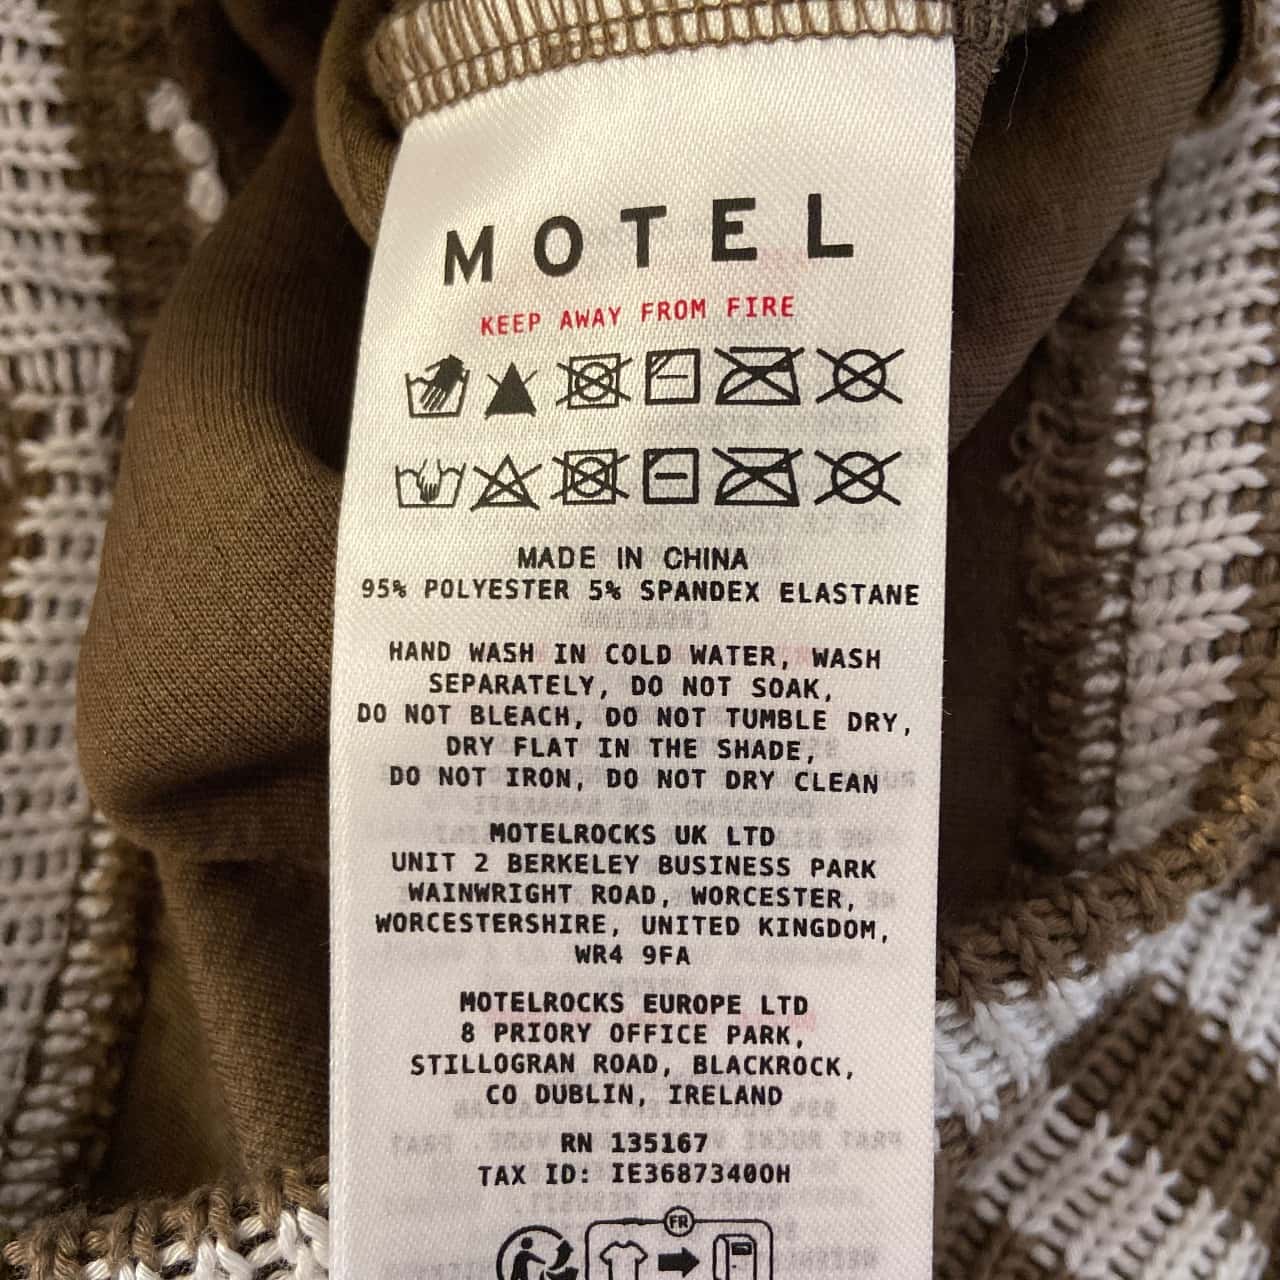 MOTEL
KEEP AWAY FROM FIRE
MADE IN CHINA
95% POLYESTER 5% SPANDEX ELASTANE
HAND WASH IN COLD WATER, WASH
SEPARATELY, DO NOT SOAK,
DO NOT BLEACH, DO NOT TUMBLE DRY,
DRY FLAT IN THE SHADE,
DO NOT IRON, DO NOT DRY CLEAN
MOTELROCKS UK LTD
UNIT 2 BERKELEY BUSINESS PARK
WAINWRIGHT ROAD, WORCESTER,
WORCESTERSHIRE, UNITED KINGDOM,
WR4 9FA
MOTELROCKS EUROPE LTD
8 PRIORY OFFICE PARK,
STILLOGRAN ROAD, BLACKROCK,
CO DUBLIN, IRELAND
RN 135167
TAX ID: IE3687340OH
FR